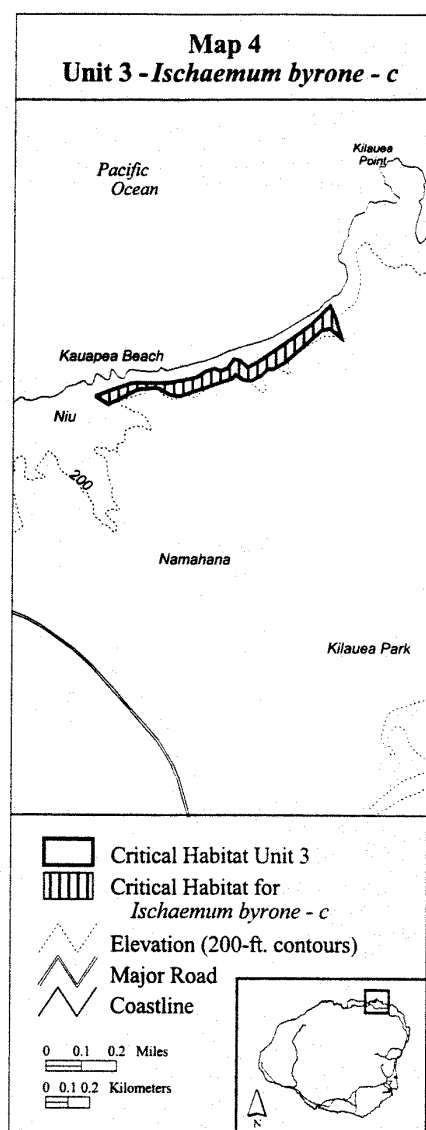 Map 4
Unit 3 - Ischaemum byrone - c
Kilauea
Point
Pacific
Ocean
Kauapea Beach
Niu
200
Namahana
Kilauea Park
Critical Habitat Unit 3
Critical Habitat for
Ischaemum byrone - c
Elevation (200-ft. contours)
Major Road
Coastline
0 0.1 0.2 Miles
0 0.1 0.2 Kilometers
N